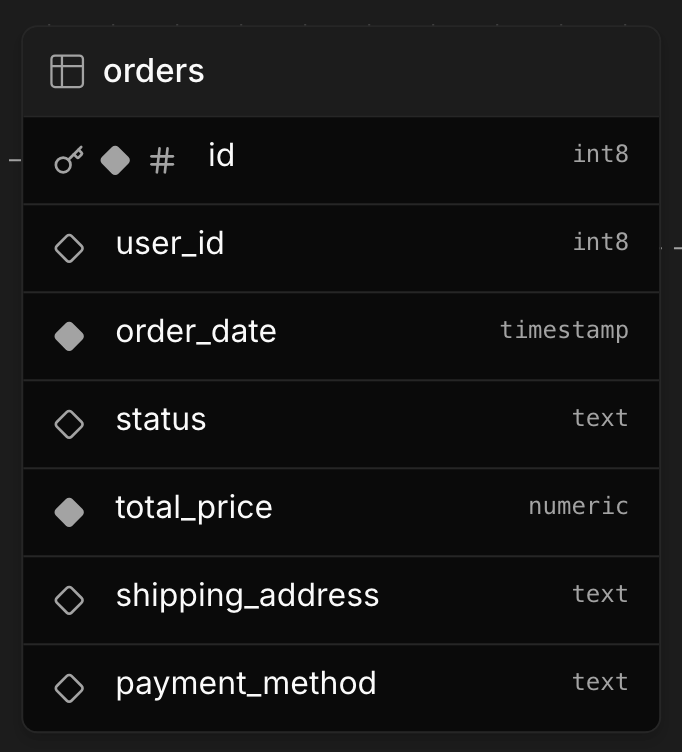 orders
# id int8
user_id int8
order_date timestamp
status text
total_price numeric
shipping_address text
payment_method text